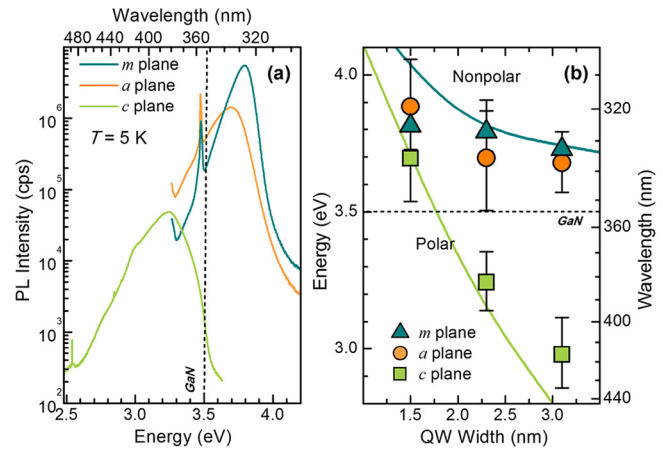 Wavelength (nm)
480 440 400 360 320
(a)
m plane
a plane
c plane
T = 5 K
PL Intensity (cps)
10^6
10^5
10^4
10^3
10^2
GaN
2.5 3.0 3.5 4.0
Energy (eV)
(b)
Nonpolar
Polar
GaN
m plane
a plane
c plane
Energy (eV)
4.0
3.5
3.0
Wavelength (nm)
320
360
400
440
1.0 1.5 2.0 2.5 3.0
QW Width (nm)